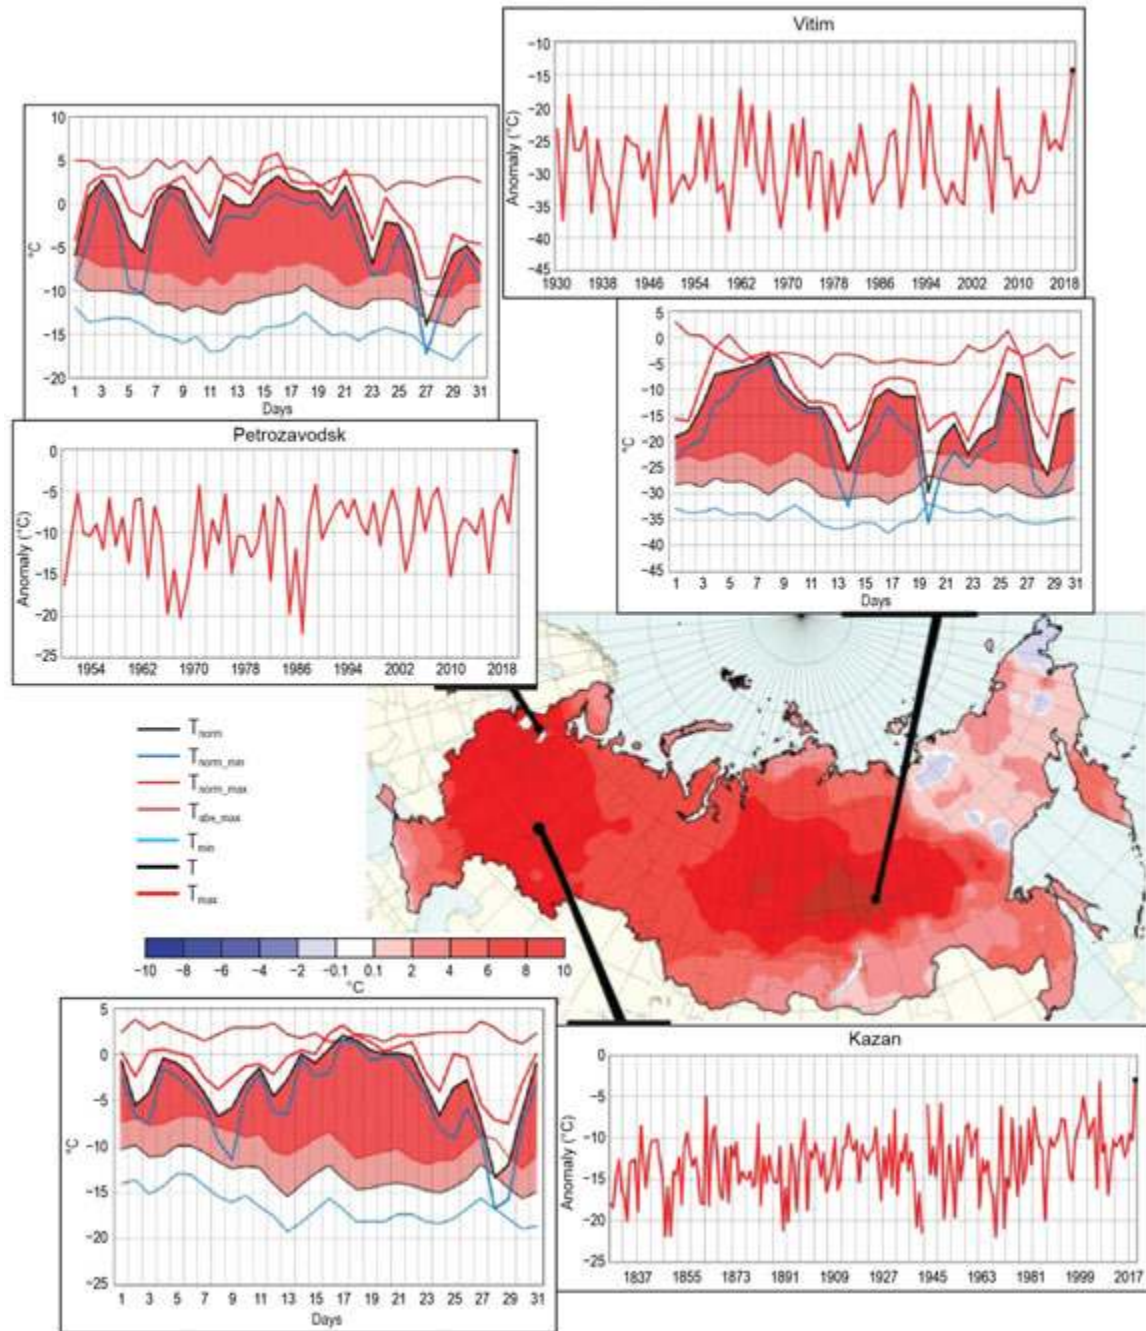 Vitim
Anomaly (°C)
−10
−15
−20
−25
−30
−35
−40
−45
1930 1938 1946 1954 1962 1970 1978 1986 1994 2002 2010 2018
°C
10
5
0
−5
−10
−15
−20
1 3 5 7 9 11 13 15 17 19 21 23 25 27 29 31
Days
°C
5
0
−5
−10
−15
−20
−25
−30
−35
−40
−45
1 3 5 7 9 11 13 15 17 19 21 23 25 27 29 31
Days
Petrozavodsk
Anomaly (°C)
0
−5
−10
−15
−20
−25
1954 1962 1971 1978 1986 1994 2002 2010 2018
T norm
T norm_min
T norm_max
T abs_max
T min
T
T max
−10 −8 −6 −4 −2 −0.1 0.1 2 4 6 8 10
°C
°C
5
0
−5
−10
−15
−20
−25
1 3 5 7 9 11 13 15 17 19 21 23 25 27 29 31
Days
Kazan
Anomaly (°C)
0
−5
−10
−15
−20
−25
1837 1855 1873 1891 1909 1927 1945 1963 1981 1999 2017